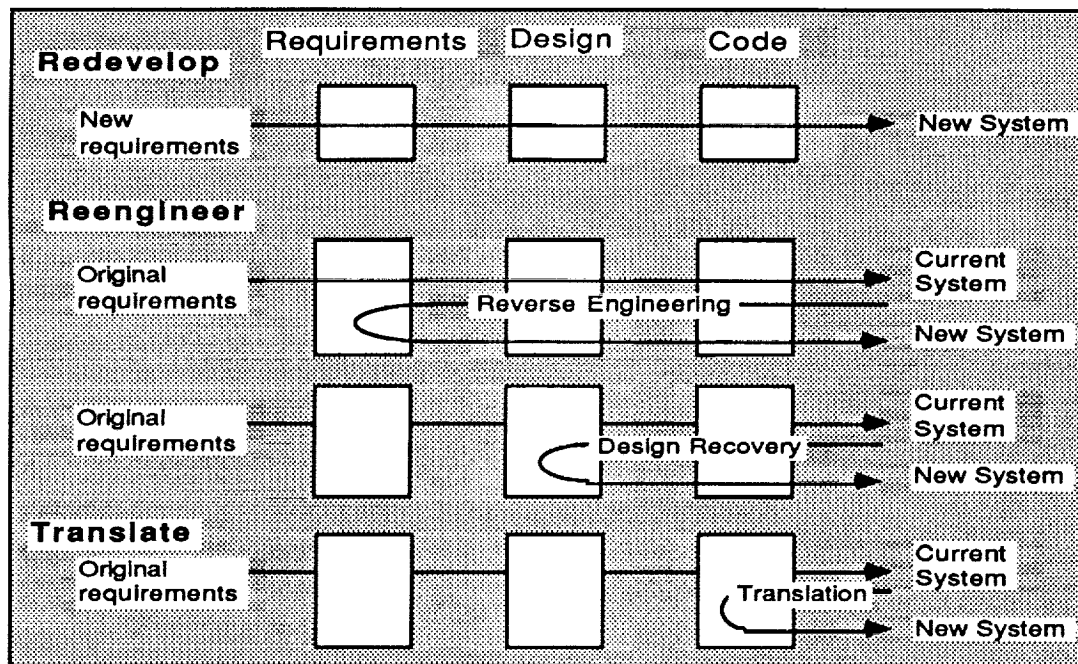 Requirements Design Code
Redevelop
New
requirements
New System
Reengineer
Original
requirements
Current
System
Reverse Engineering
New System
Original
requirements
Current
System
Design Recovery
New System
Translate
Original
requirements
Current
System
Translation
New System